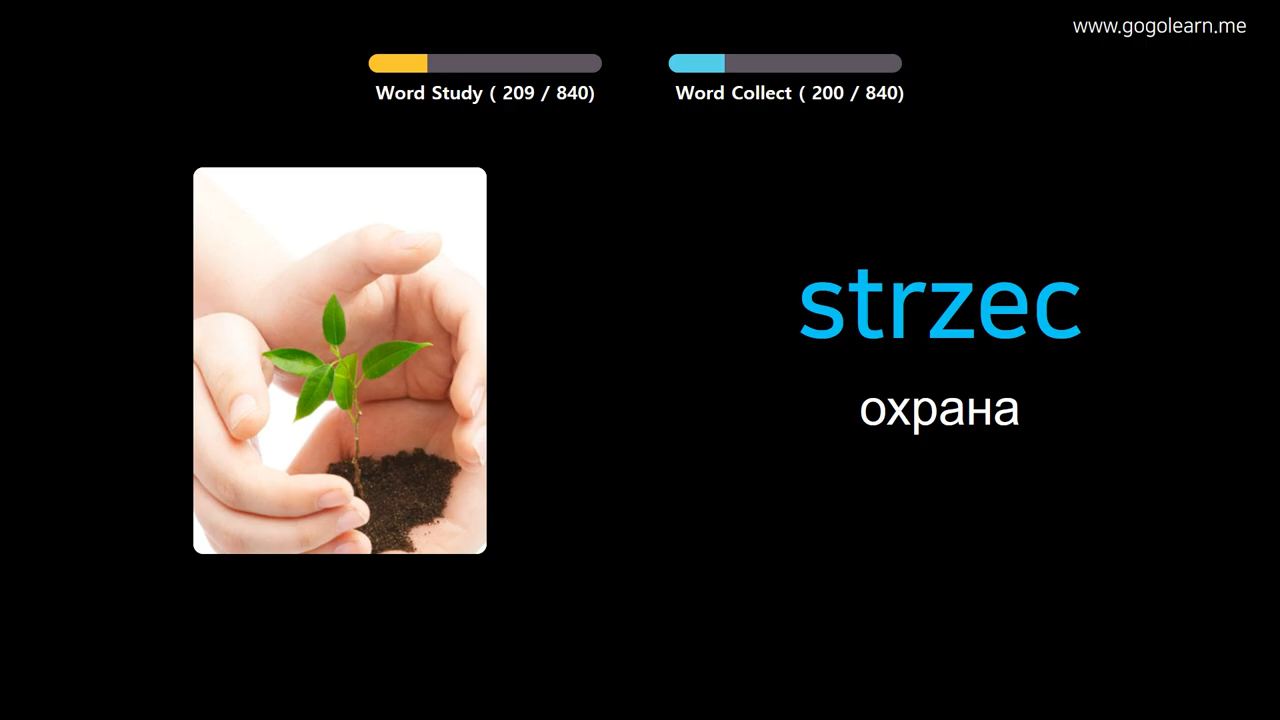 www.gogolearn.me
Word Study ( 209 / 840)
Word Collect ( 200 / 840)
strzec
охрана